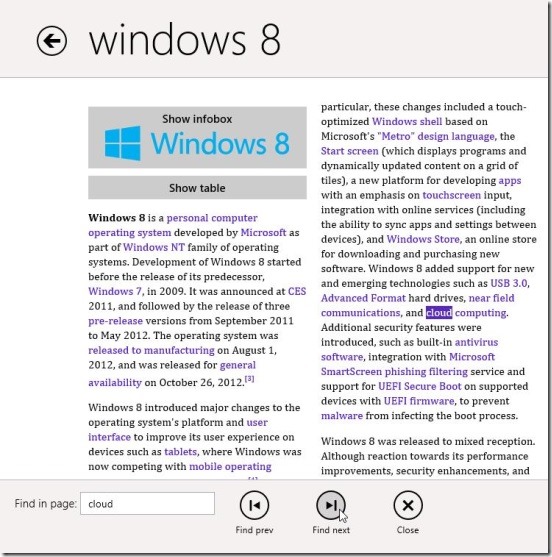 windows 8
Show infobox
Windows 8
Show table
Windows 8 is a personal computer
operating system developed by Microsoft as
part of Windows NT family of operating
systems. Development of Windows 8 started
before the release of its predecessor,
Windows 7, in 2009. It was announced at CES
2011, and followed by the release of three
pre-release versions from September 2011
to May 2012. The operating system was
released to manufacturing on August 1,
2012, and was released for general
availability on October 26, 2012.[3]
Windows 8 introduced major changes to the
operating system's platform and user
interface to improve its user experience on
devices such as tablets, where Windows was
now competing with mobile operating
particular, these changes included a touch-
optimized Windows shell based on
Microsoft's "Metro" design language, the
Start screen (which displays programs and
dynamically updated content on a grid of
tiles), a new platform for developing apps
with an emphasis on touchscreen input,
integration with online services (including
the ability to sync apps and settings between
devices), and Windows Store, an online store
for downloading and purchasing new
software. Windows 8 added support for new
and emerging technologies such as USB 3.0,
Advanced Format hard drives, near field
communications, and cloud computing.
Additional security features were
introduced, such as built-in antivirus
software, integration with Microsoft
SmartScreen phishing filtering service and
support for UEFI Secure Boot on supported
devices with UEFI firmware, to prevent
malware from infecting the boot process.
Windows 8 was released to mixed reception.
Although reaction towards its performance
improvements, security enhancements, and
Find in page: cloud
Find prev
Find next
Close